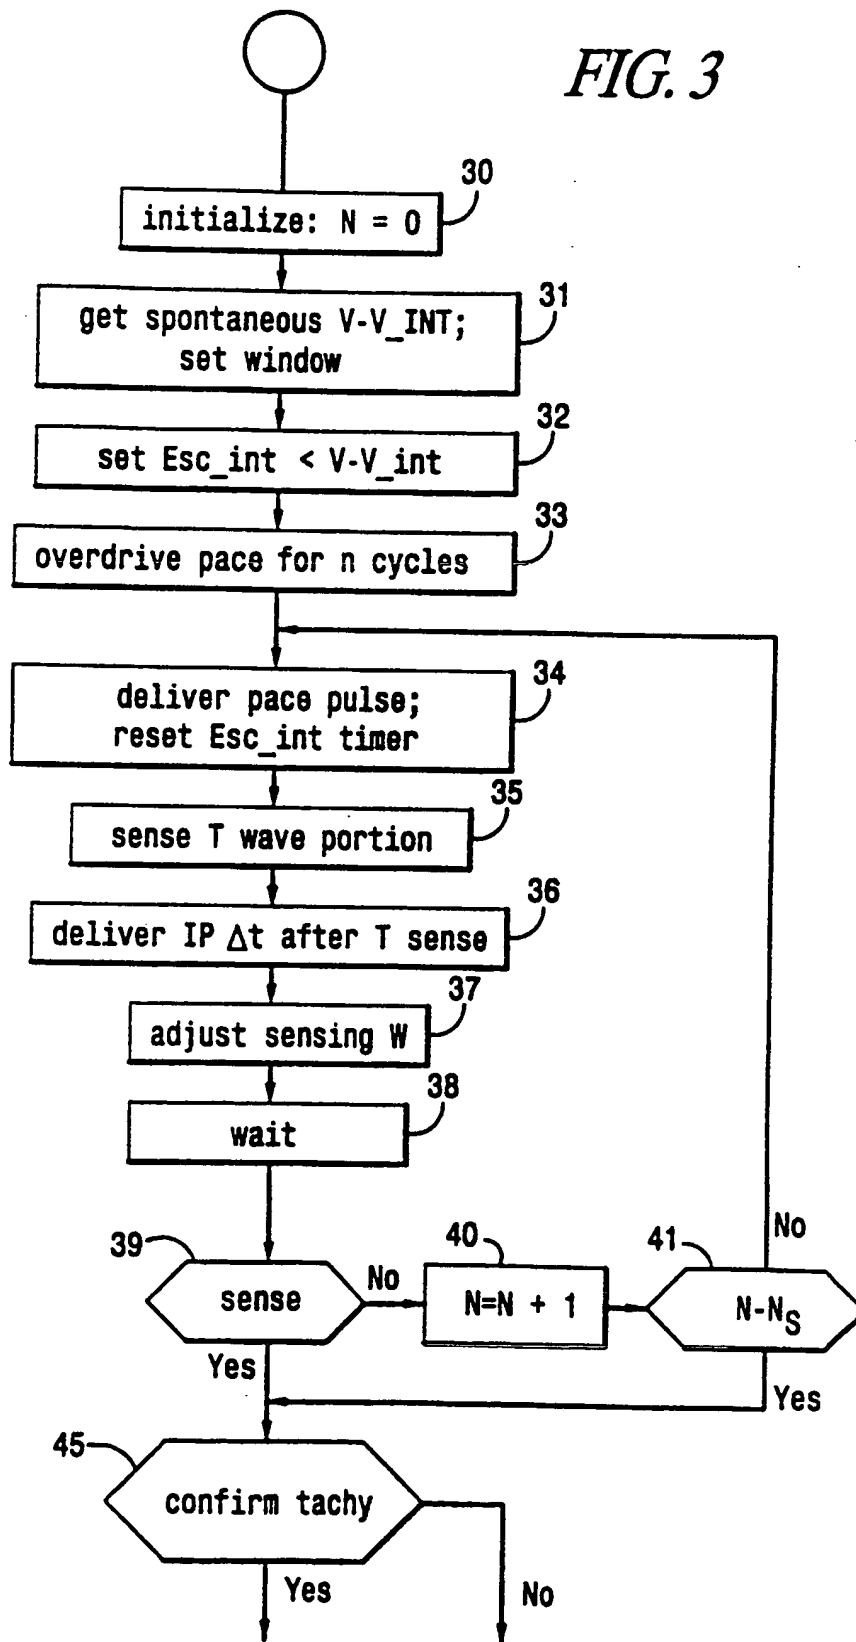 FIG. 3
30
initialize: N = 0
31
get spontaneous V-V_INT;
set window
32
set Esc_int < V-V_int
33
overdrive pace for n cycles
34
deliver pace pulse;
reset Esc_int timer
35
sense T wave portion
36
deliver IP Δt after T sense
37
adjust sensing W
38
wait
39
sense
No
40
N=N + 1
41
N-NS
No
Yes
Yes
45
confirm tachy
Yes
No